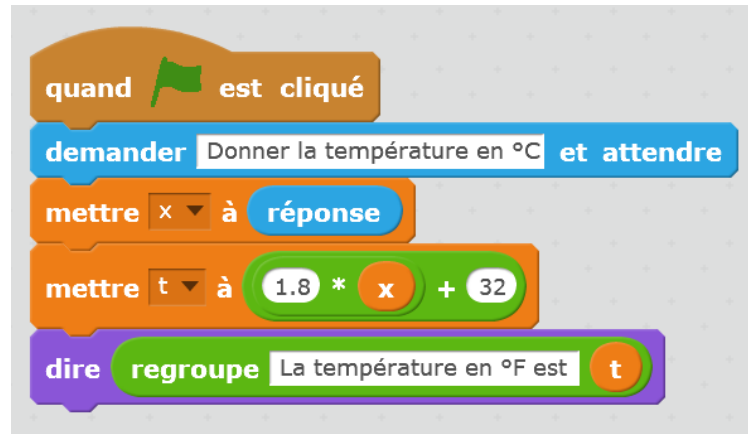 quand est cliqué
demander Donner la température en °C et attendre
mettre x à réponse
mettre t à 1.8 * x + 32
dire regroupe La température en °F est t